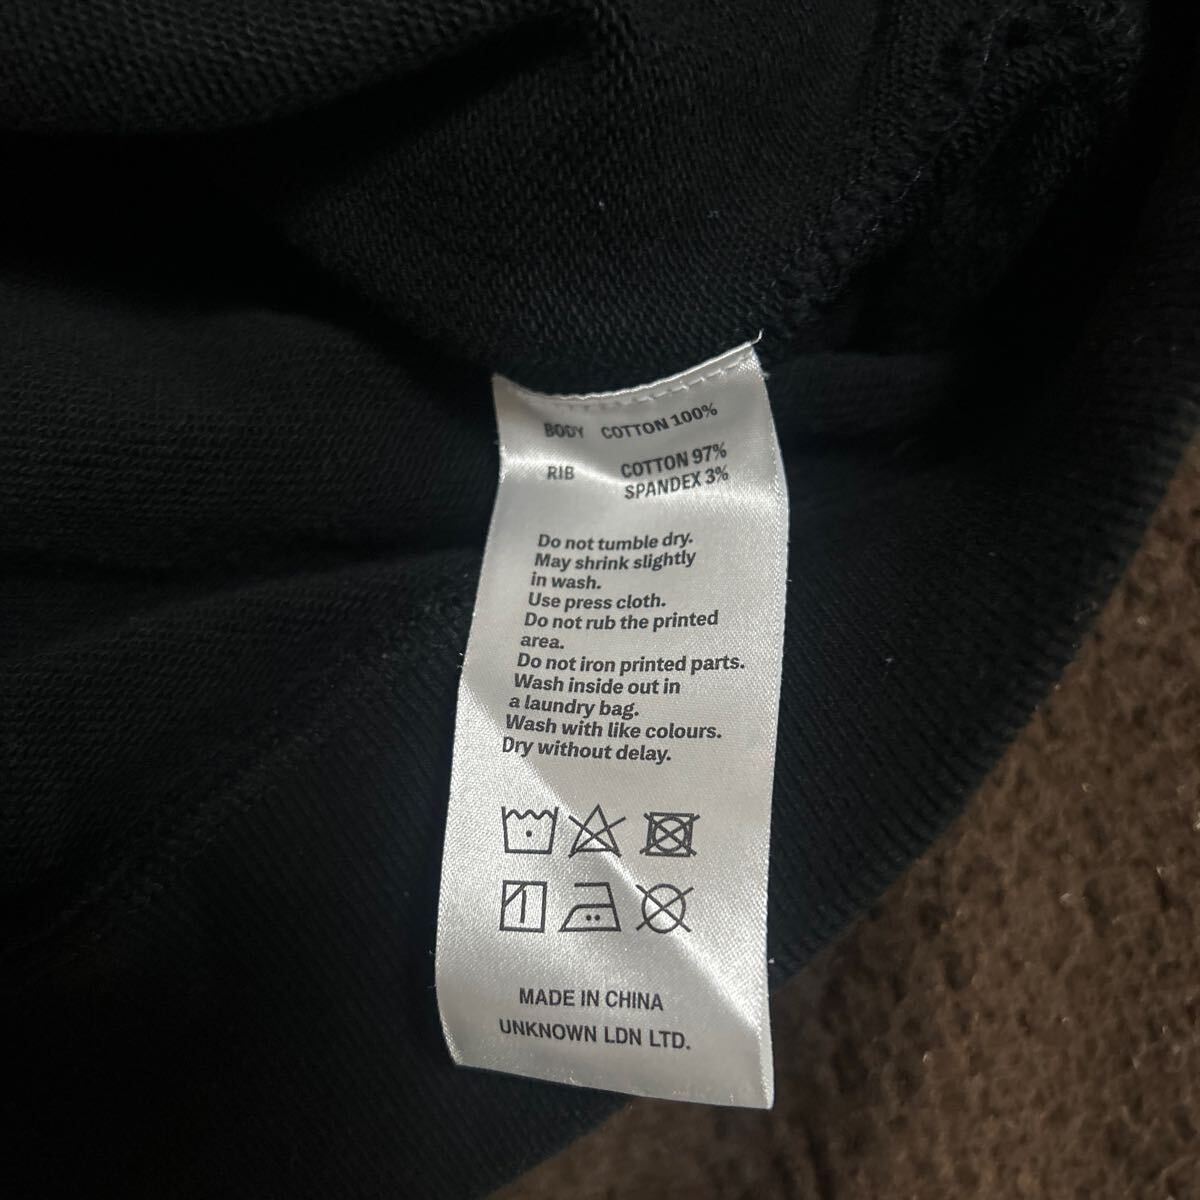 BODY COTTON 100%
RIB COTTON 97%
SPANDEX 3%
Do not tumble dry.
May shrink slightly
in wash.
Use press cloth.
Do not rub the printed
area.
Do not iron printed parts.
Wash inside out in
a laundry bag.
Wash with like colours.
Dry without delay.
MADE IN CHINA
UNKNOWN LDN LTD.